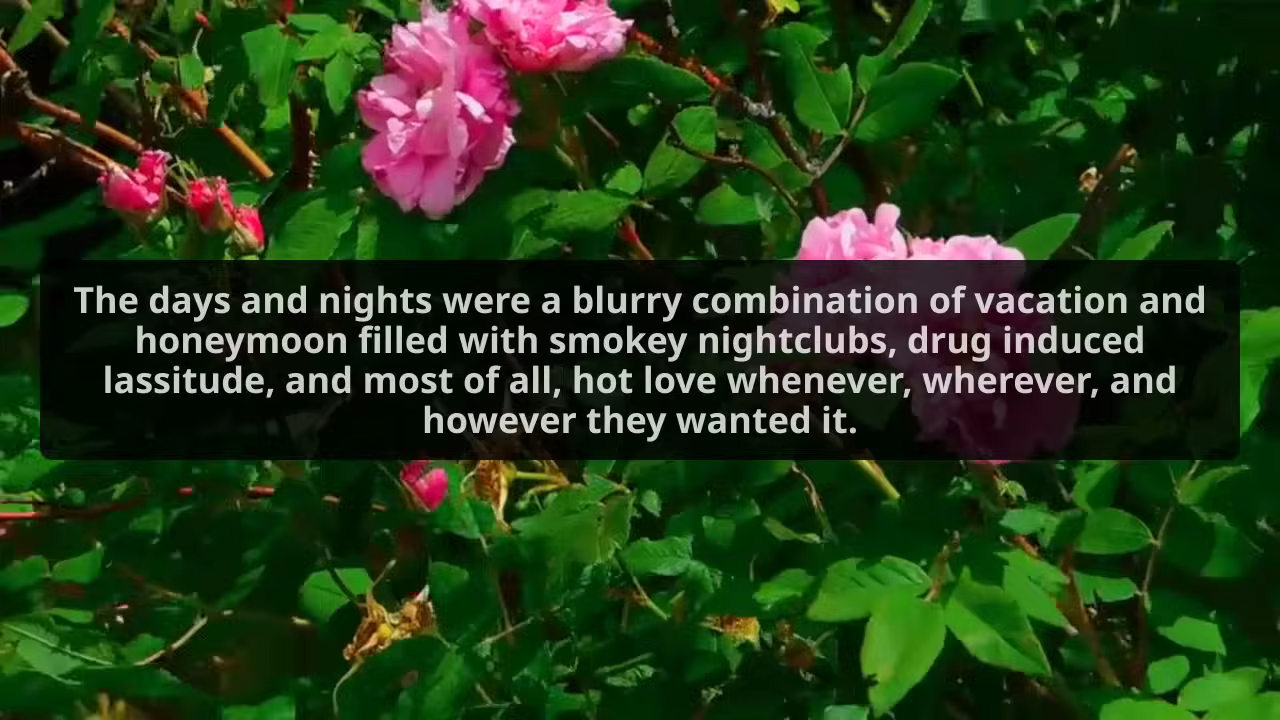 The days and nights were a blurry combination of vacation and
honeymoon filled with smokey nightclubs, drug induced
lassitude, and most of all, hot love whenever, wherever, and
however they wanted it.